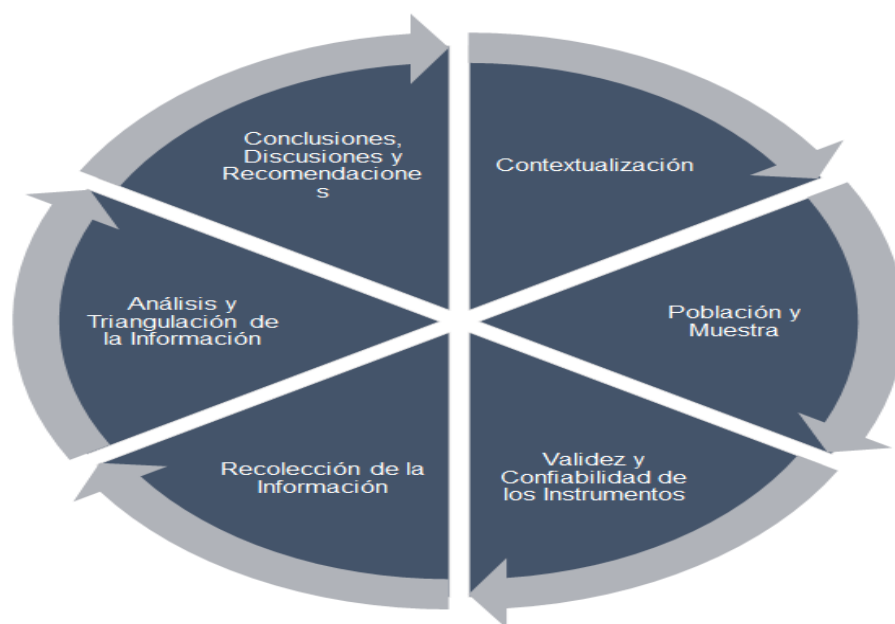 Contextualización
Población y
Muestra
Validez y
Confiabilidad de
los Instrumentos
Recolección de la
Información
Análisis y
Triangulación de
la Información
Conclusiones,
Discusiones y
Recomendacione
s